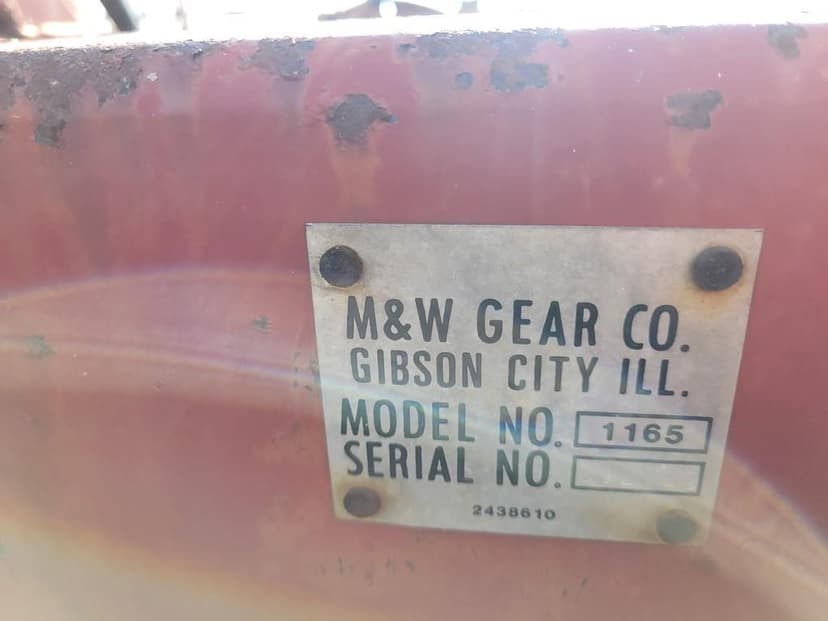 M&W GEAR CO.
GIBSON CITY ILL.
MODEL NO. 1165
SERIAL NO.
2438610